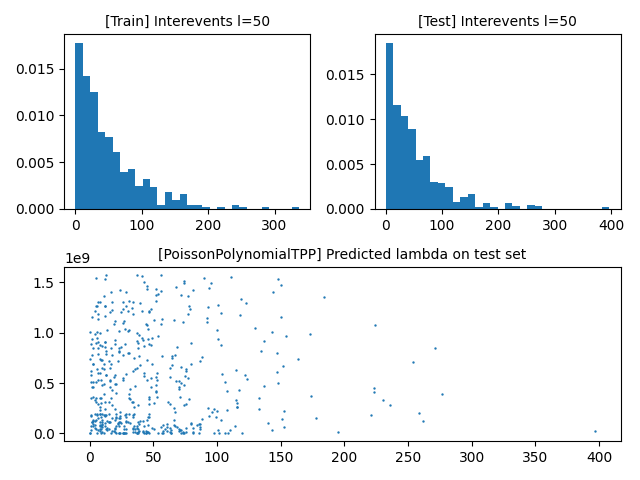 [Train] Interevents l=50
0.015
0.010
0.005
0.000
0 100 200 300
[Test] Interevents l=50
0.015
0.010
0.005
0.000
0 100 200 300 400
[PoissonPolynomialTPP] Predicted lambda on test set
1e9
1.5
1.0
0.5
0.0
0 50 100 150 200 250 300 350 400